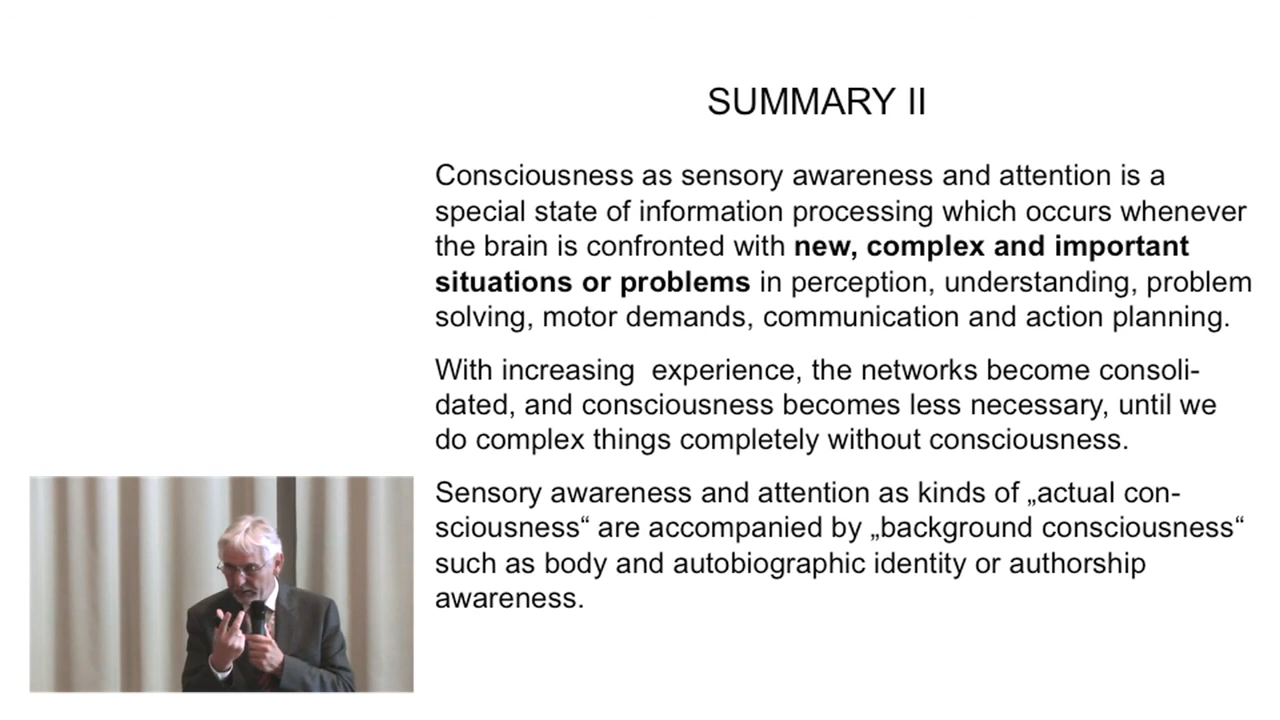 SUMMARY II
Consciousness as sensory awareness and attention is a
special state of information processing which occurs whenever
the brain is confronted with new, complex and important
situations or problems in perception, understanding, problem
solving, motor demands, communication and action planning.
With increasing  experience, the networks become consoli-
dated, and consciousness becomes less necessary, until we
do complex things completely without consciousness.
Sensory awareness and attention as kinds of „actual con-
sciousness“ are accompanied by „background consciousness“
such as body and autobiographic identity or authorship
awareness.